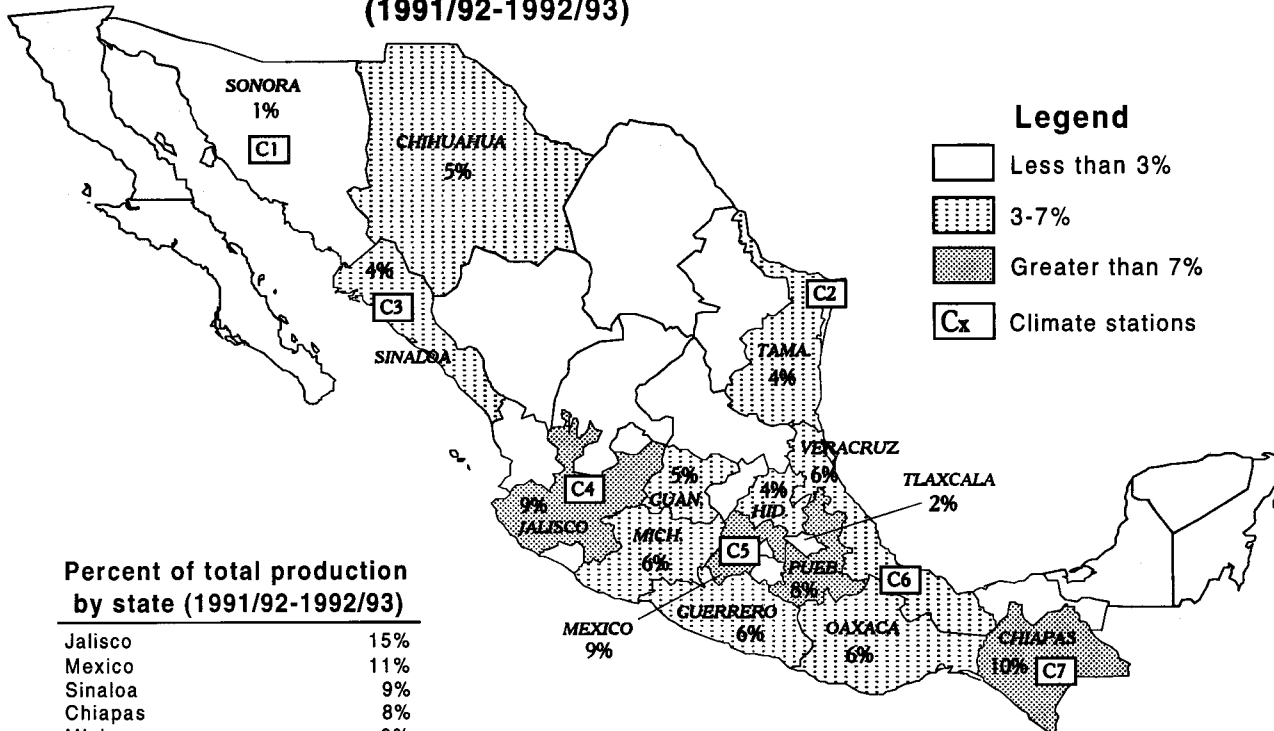 (1991/92-1992/93)
SONORA
1%
C1
CHIHUAHUA
5%
Legend
Less than 3%
3-7%
Greater than 7%
Cx
Climate stations
4%
C3
SINALOA
C2
TAMA.
4%
VERACRUZ
6%
TLAXCALA
2%
5%
GUAN.
4%
HID.
C4
9%
JALISCO
MICH.
6%
C5
PUEB.
8%
C6
MEXICO
9%
GUERRERO
6%
OAXACA
6%
CHIAPAS
10%
C7
Percent of total production
by state (1991/92-1992/93)
Jalisco 15%
Mexico 11%
Sinaloa 9%
Chiapas 8%